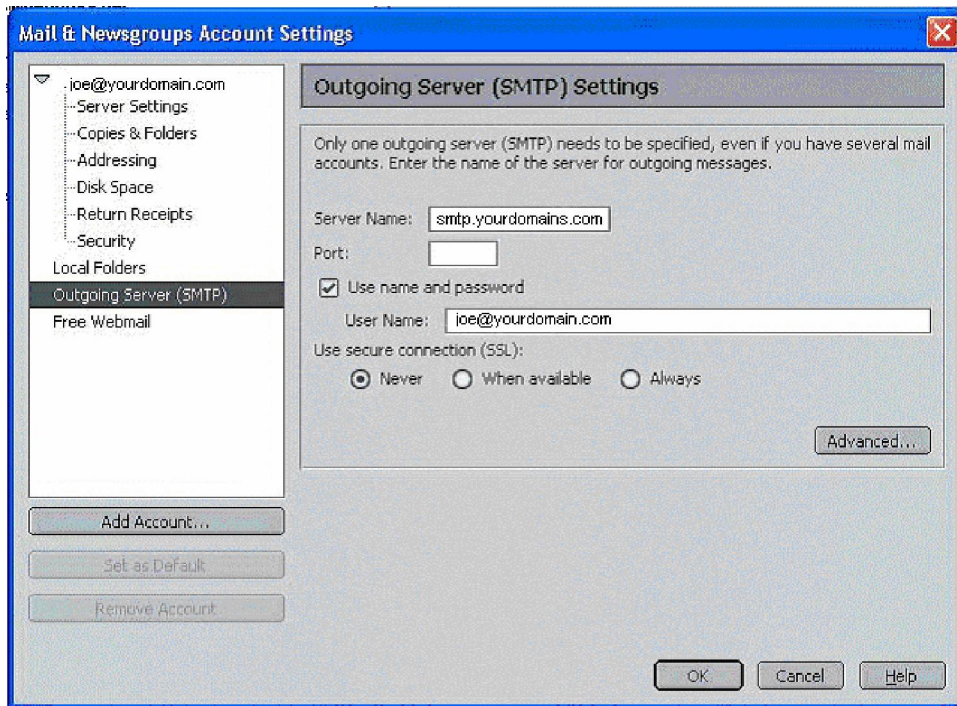 Mail & Newsgroups Account Settings
joe@yourdomain.com
Server Settings
Copies & Folders
Addressing
Disk Space
Return Receipts
Security
Local Folders
Outgoing Server (SMTP)
Free Webmail
Add Account...
Set as Default
Remove Account
Outgoing Server (SMTP) Settings
Only one outgoing server (SMTP) needs to be specified, even if you have several mail
accounts. Enter the name of the server for outgoing messages.
Server Name: smtp.yourdomains.com
Port:
Use name and password
User Name: joe@yourdomain.com
Use secure connection (SSL):
Never When available Always
Advanced...
OK Cancel Help